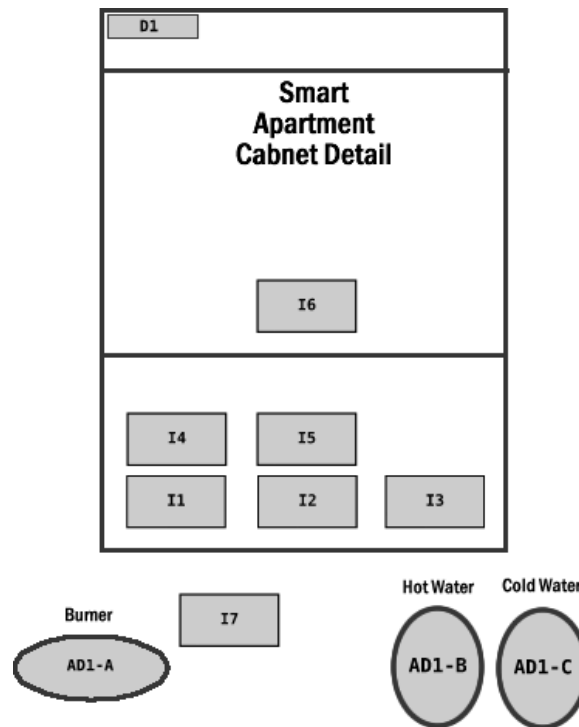 D1
Smart
Apartment
Cabnet Detail
I6
I4
I5
I1
I2
I3
Hot Water
Cold Water
Burner
I7
AD1-A
AD1-B
AD1-C